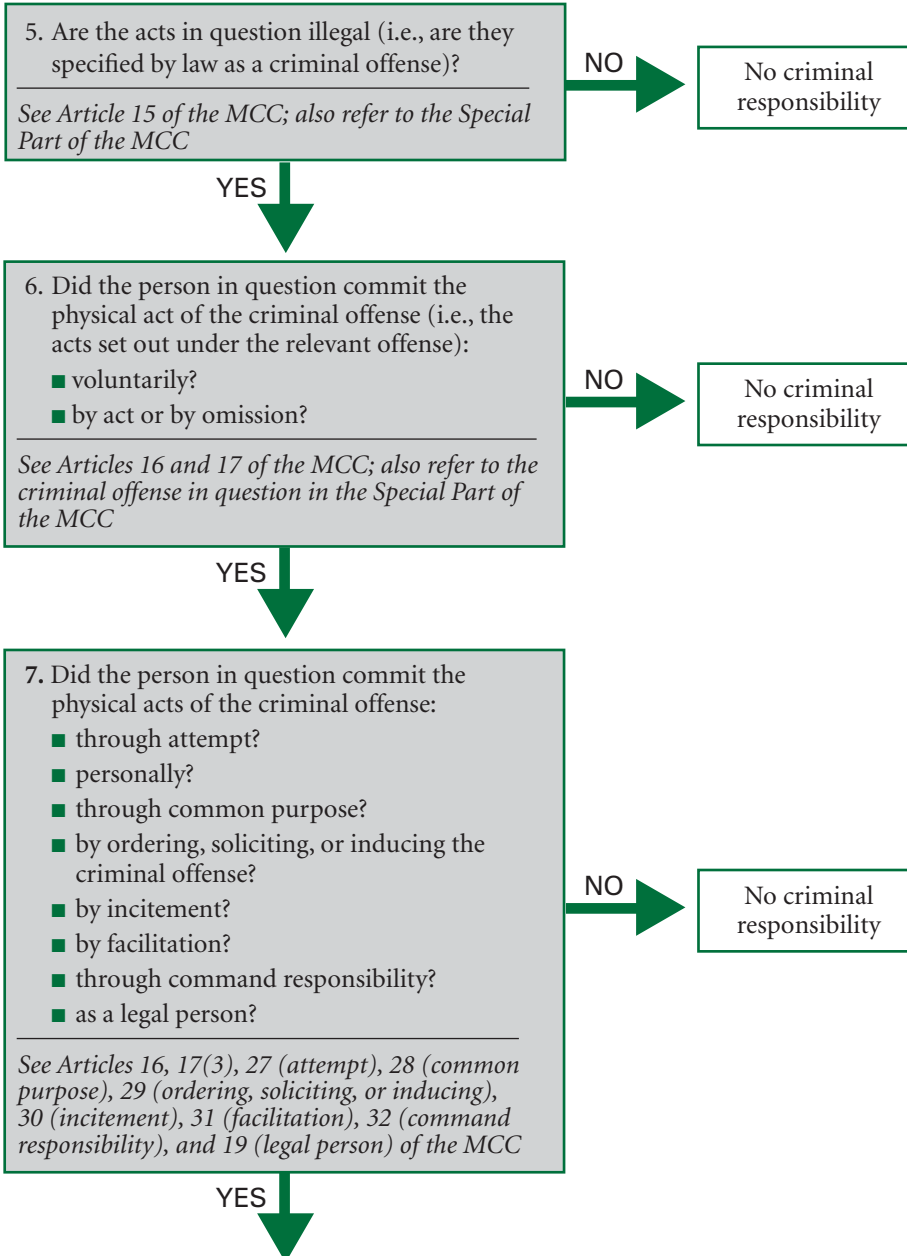 5. Are the acts in question illegal (i.e., are they
specified by law as a criminal offense)?
See Article 15 of the MCC; also refer to the Special
Part of the MCC
NO
No criminal
responsibility
YES
6. Did the person in question commit the
physical act of the criminal offense (i.e., the
acts set out under the relevant offense):
■ voluntarily?
■ by act or by omission?
See Articles 16 and 17 of the MCC; also refer to the
criminal offense in question in the Special Part of
the MCC
NO
No criminal
responsibility
YES
7. Did the person in question commit the
physical acts of the criminal offense:
■ through attempt?
■ personally?
■ through common purpose?
■ by ordering, soliciting, or inducing the
criminal offense?
■ by incitement?
■ by facilitation?
■ through command responsibility?
■ as a legal person?
See Articles 16, 17(3), 27 (attempt), 28 (common
purpose), 29 (ordering, soliciting, or inducing),
30 (incitement), 31 (facilitation), 32 (command
responsibility), and 19 (legal person) of the MCC
NO
No criminal
responsibility
YES